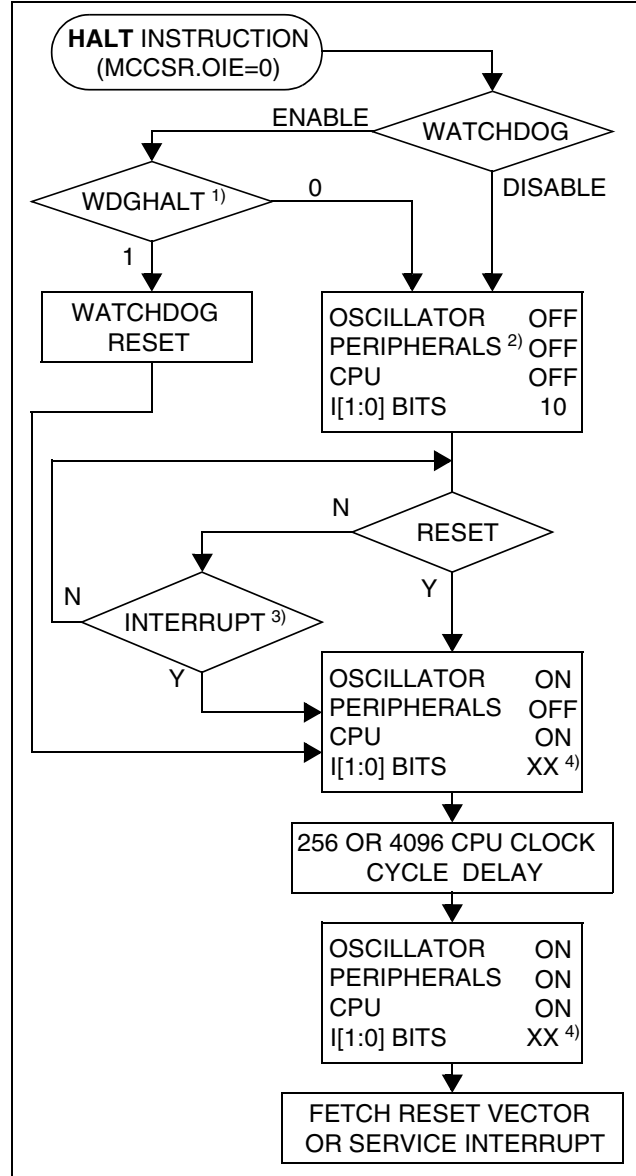 HALT INSTRUCTION
(MCCSR.OIE=0)
ENABLE
WATCHDOG
WDGHALT 1)
0
DISABLE
1
WATCHDOG
RESET
OSCILLATOR OFF
PERIPHERALS 2) OFF
CPU OFF
I[1:0] BITS 10
N
RESET
N
INTERRUPT 3)
Y
Y
OSCILLATOR ON
PERIPHERALS OFF
CPU ON
I[1:0] BITS XX 4)
256 OR 4096 CPU CLOCK
CYCLE DELAY
OSCILLATOR ON
PERIPHERALS ON
CPU ON
I[1:0] BITS XX 4)
FETCH RESET VECTOR
OR SERVICE INTERRUPT